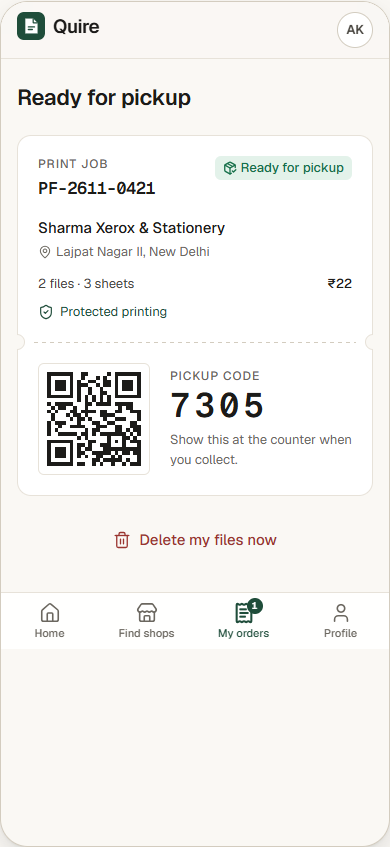 Quire
AK
Ready for pickup
PRINT JOB
Ready for pickup
PF-2611-0421
Sharma Xerox & Stationery
Lajpat Nagar II, New Delhi
2 files · 3 sheets
₹22
Protected printing
PICKUP CODE
7305
Show this at the counter when
you collect.
Delete my files now
1
Home
Find shops
My orders
Profile